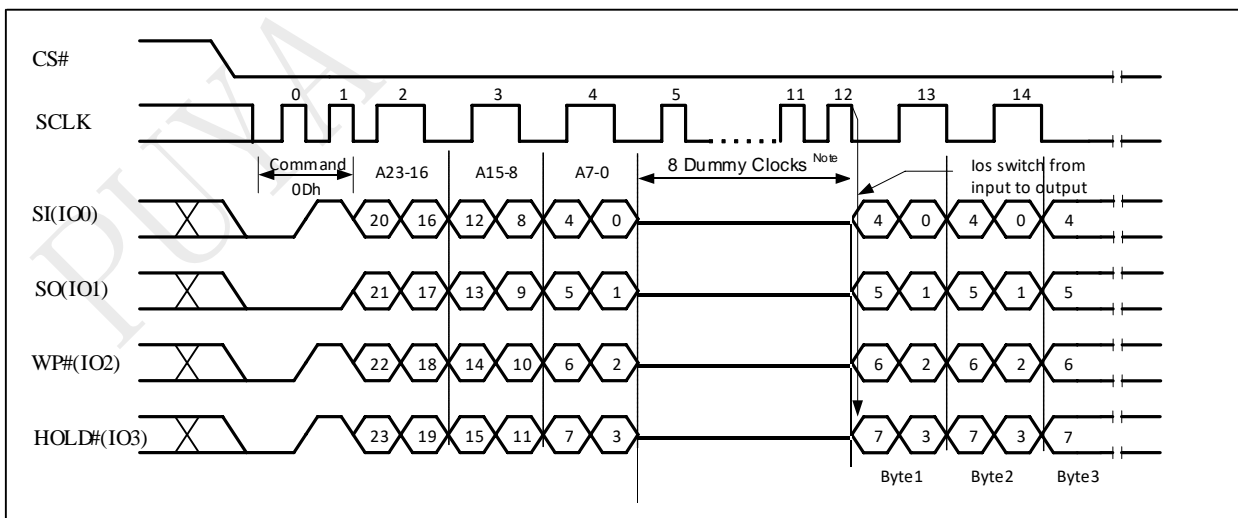 PUYA
CS#
SCLK
0 1 2 3 4 5 11 12 13 14
Command
0Dh
A23-16 A15-8 A7-0
8 Dummy Clocks Note
Ios switch from
input to output
SI(IO0)
20 16 12 8 4 0 4 0 4 0 4
SO(IO1)
21 17 13 9 5 1 5 1 5 1 5
WP#(IO2)
22 18 14 10 6 2 6 2 6 2 6
HOLD#(IO3)
23 19 15 11 7 3 7 3 7 3 7
Byte1 Byte2 Byte3